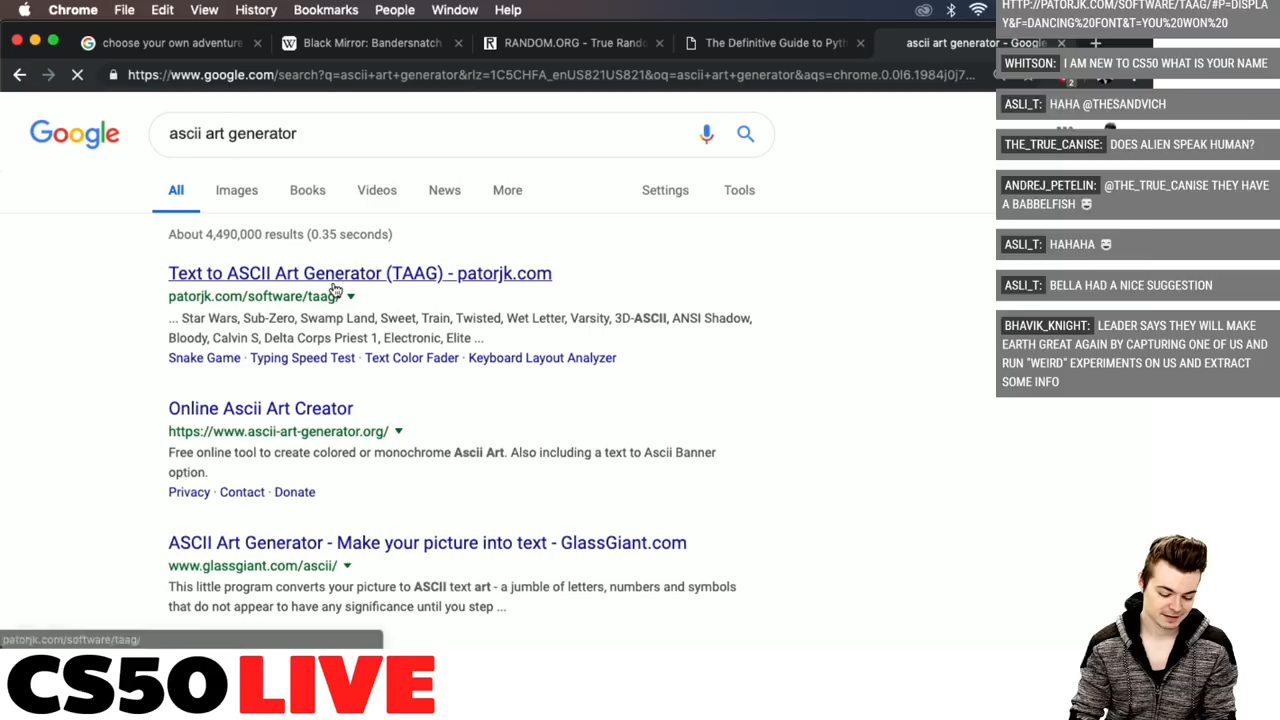 Chrome File Edit View History Bookmarks People Window Help
choose your own adventure
Black Mirror: Bandersnatch
RANDOM.ORG - True Rando
The Definitive Guide to Pyth
ascii art generator - Google
https://www.google.com/search?q=ascii+art+generator&rlz=1C5CHFA_enUS821US821&oq=ascii+art+generator&aqs=chrome.0.0l6.1984j0j7...
2
Google
ascii art generator
All Images Books Videos News More Settings Tools
About 4,490,000 results (0.35 seconds)
Text to ASCII Art Generator (TAAG) - patorjk.com
patorjk.com/software/taag/
... Star Wars, Sub-Zero, Swamp Land, Sweet, Train, Twisted, Wet Letter, Varsity, 3D-ASCII, ANSI Shadow,
Bloody, Calvin S, Delta Corps Priest 1, Electronic, Elite ...
Snake Game · Typing Speed Test · Text Color Fader · Keyboard Layout Analyzer
Online Ascii Art Creator
https://www.ascii-art-generator.org/
Free online tool to create colored or monochrome Ascii Art. Also including a text to Ascii Banner
option.
Privacy · Contact · Donate
ASCII Art Generator - Make your picture into text - GlassGiant.com
www.glassgiant.com/ascii/
This little program converts your picture to ASCII text art - a jumble of letters, numbers and symbols
that do not appear to have any significance until you step ...
patorjk.com/software/taag/
CS50LIVE
HTTP://PATORJK.COM/SOFTWARE/TAAG/#P=DISPLA
Y&F=DANCING%20FONT&T=YOU%20WON%20
WHITSON: I AM NEW TO CS50 WHAT IS YOUR NAME
ASLI_T: HAHA @THESANDVICH
THE_TRUE_CANISE: DOES ALIEN SPEAK HUMAN?
ANDREJ_PETELIN: @THE_TRUE_CANISE THEY HAVE
A BABBELFISH 😄
ASLI_T: HAHAHA 😄
ASLI_T: BELLA HAD A NICE SUGGESTION
BHAVIK_KNIGHT: LEADER SAYS THEY WILL MAKE
EARTH GREAT AGAIN BY CAPTURING ONE OF US AND
RUN "WEIRD" EXPERIMENTS ON US AND EXTRACT
SOME INFO